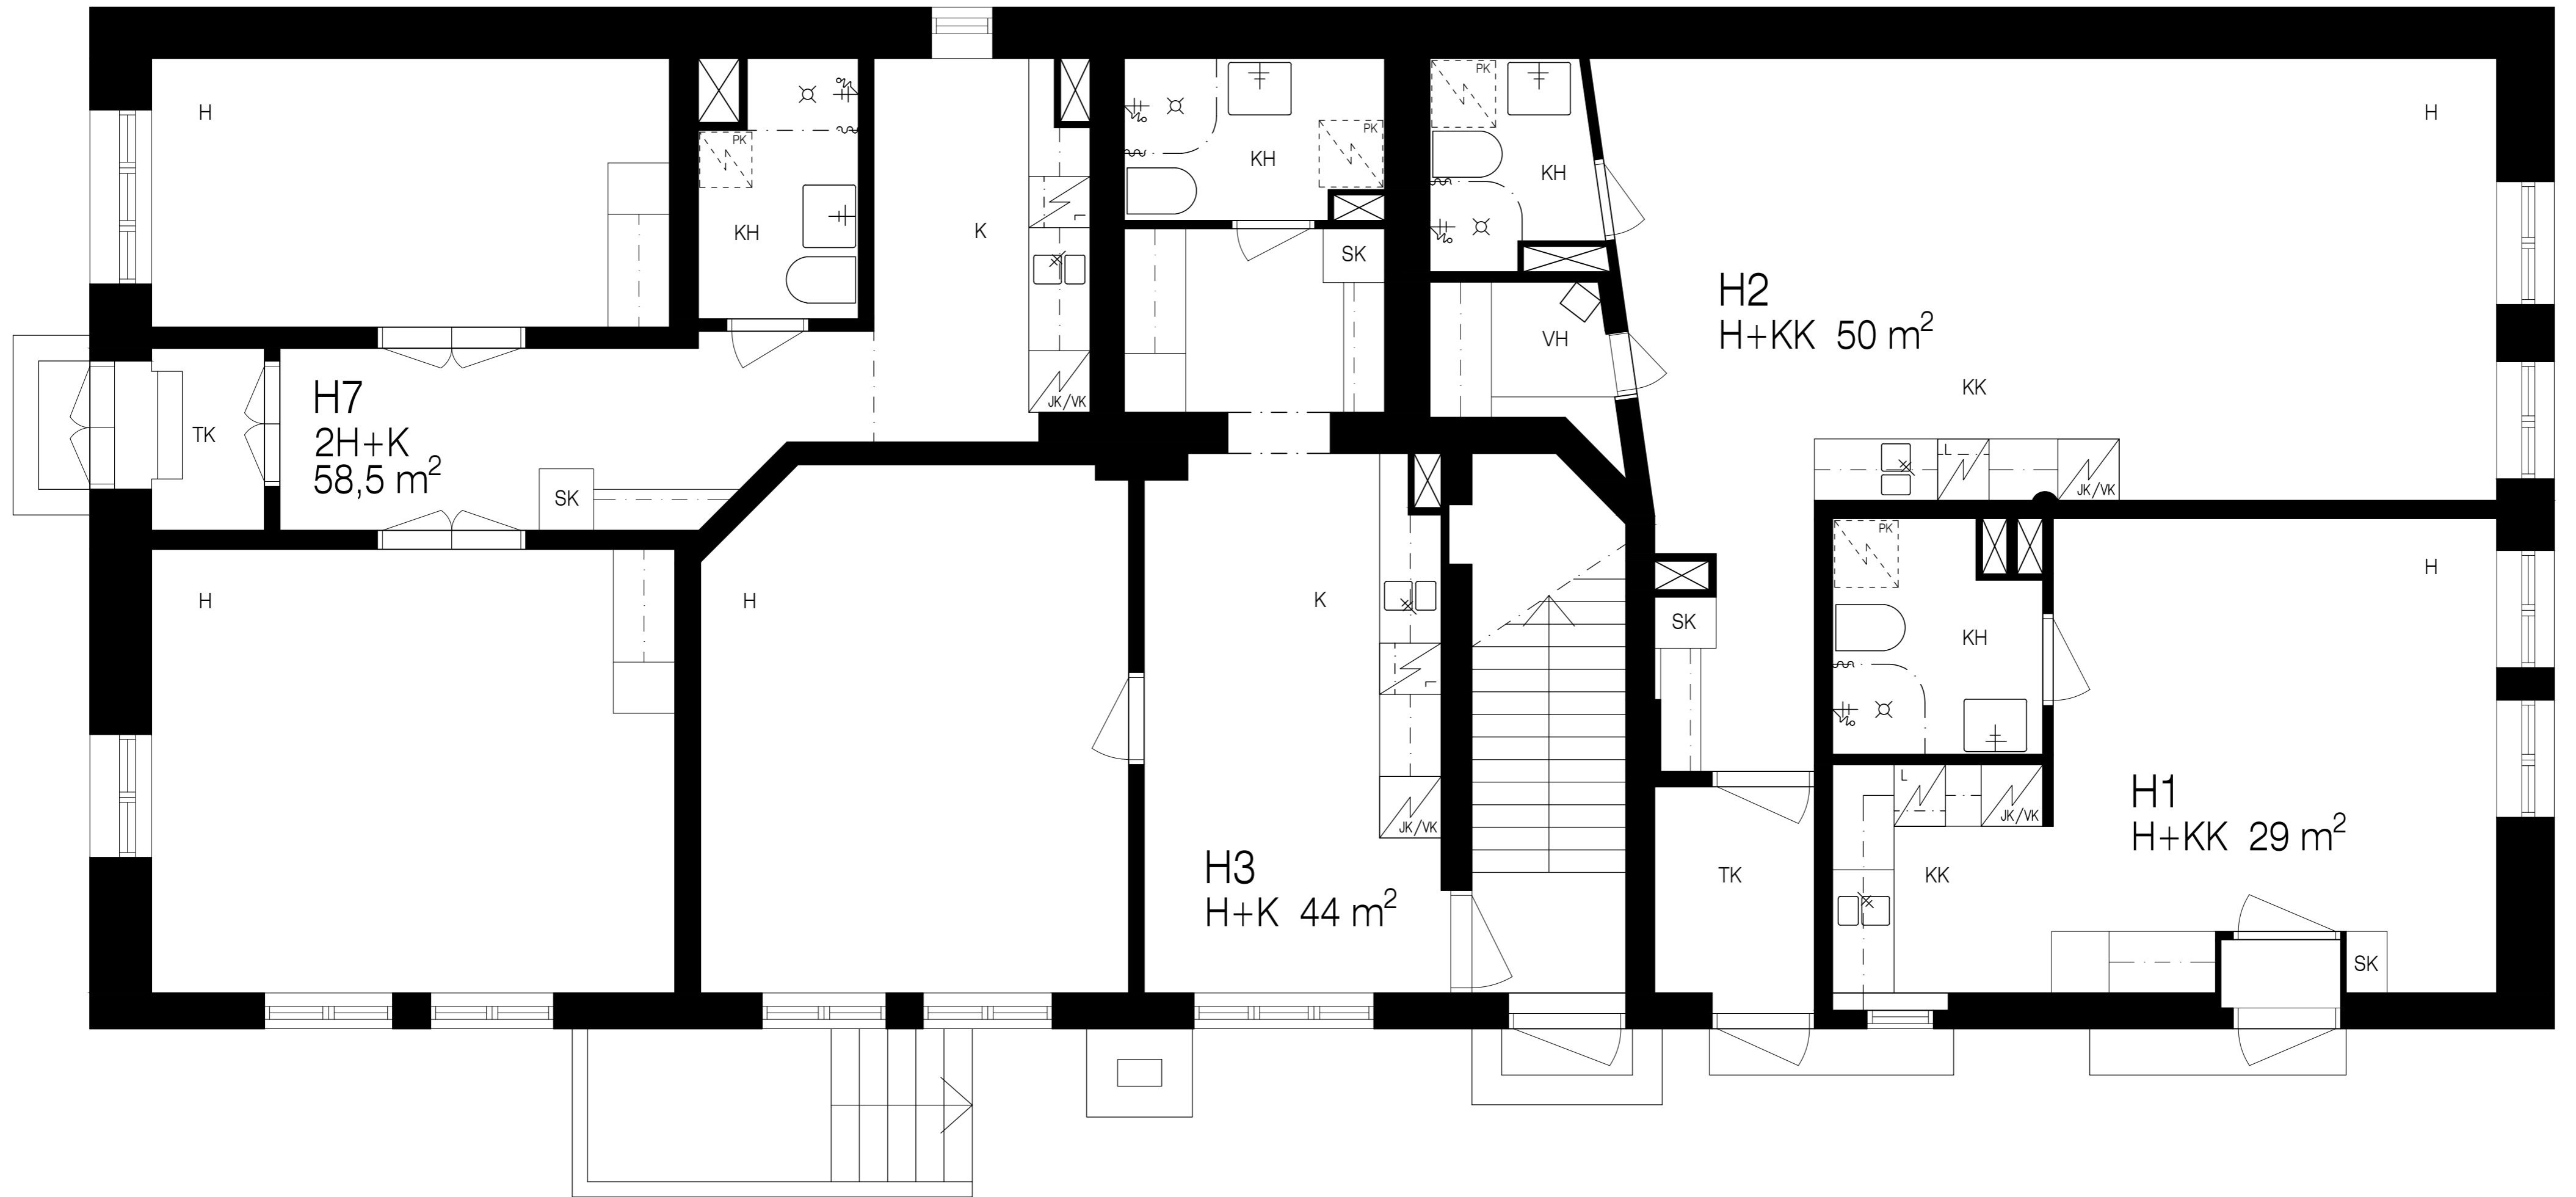 H
PK
KH
K
L
JK/VK
H7
2H+K
58,5 m²
TK
SK
H
KH
PK
SK
H
K
L
JK/VK
H3
H+K 44 m²
PK
KH
VH
H
H2
H+KK 50 m²
KK
L
JK/VK
SK
TK
PK
KH
H
L
JK/VK
KK
H1
H+KK 29 m²
SK